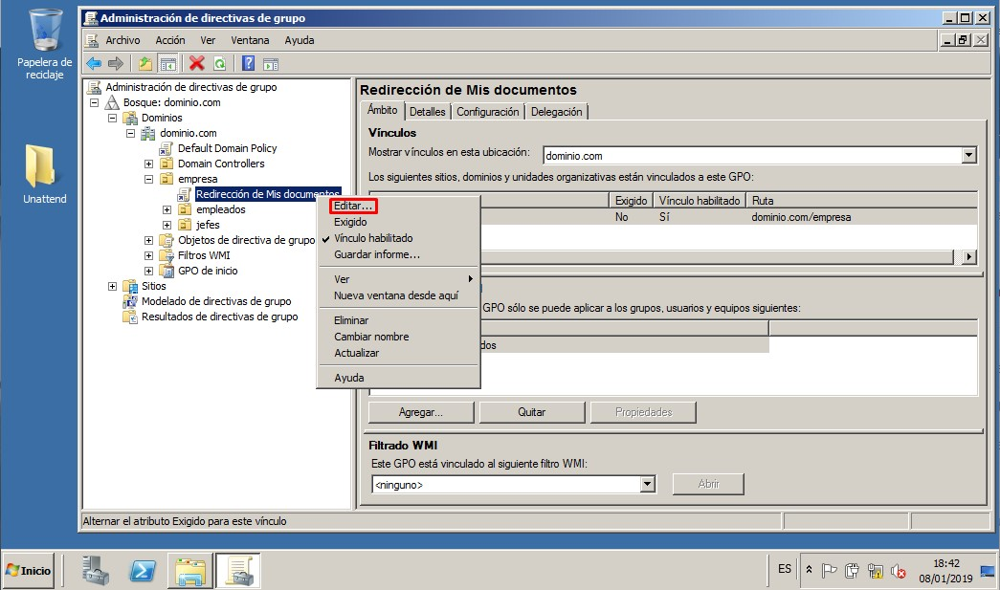 Papelera de
reciclaje
Unattend
Administración de directivas de grupo
Archivo Acción Ver Ventana Ayuda
Administración de directivas de grupo
Bosque: dominio.com
Dominios
dominio.com
Default Domain Policy
Domain Controllers
empresa
Redirección de Mis documentos
empleados
jefes
Objetos de directiva de grupo
Filtros WMI
GPO de inicio
Sitios
Modelado de directivas de grupo
Resultados de directivas de grupo
Editar...
Exigido
Vínculo habilitado
Guardar informe...
Ver
Nueva ventana desde aquí
Eliminar
Cambiar nombre
Actualizar
Ayuda
Redirección de Mis documentos
Ámbito Detalles Configuración Delegación
Vínculos
Mostrar vínculos en esta ubicación: dominio.com
Los siguientes sitios, dominios y unidades organizativas están vinculados a este GPO:
Exigido Vínculo habilitado Ruta
No Sí dominio.com/empresa
GPO sólo se puede aplicar a los grupos, usuarios y equipos siguientes:
dos
Agregar... Quitar Propiedades
Filtrado WMI
Este GPO está vinculado al siguiente filtro WMI:
<ninguno> Abrir
Alternar el atributo Exigido para este vínculo
Inicio
ES
18:42
08/01/2019